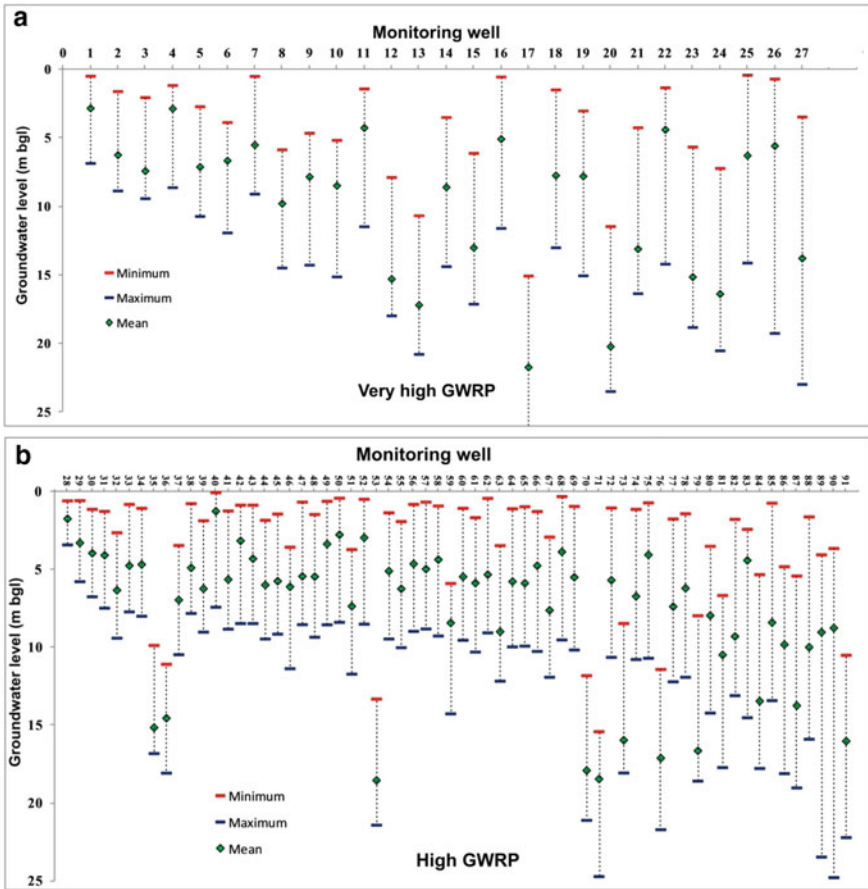 a
Monitoring well
0 1 2 3 4 5 6 7 8 9 10 11 12 13 14 15 16 17 18 19 20 21 22 23 24 25 26 27
0
5
10
15
20
25
Groundwater level (m bgl)
Minimum
Maximum
Mean
Very high GWRP
b
Monitoring well
28 29 30 31 32 33 34 35 36 37 38 39 40 41 42 43 44 45 46 47 48 49 50 51 52 53 54 55 56 57 58 59 60 61 62 63 64 65 66 67 68 69 70 71 72 73 74 75 76 77 78 79 80 81 82 83 84 85 86 87 88 89 90 91
0
5
10
15
20
25
Groundwater level (m bgl)
Minimum
Maximum
Mean
High GWRP